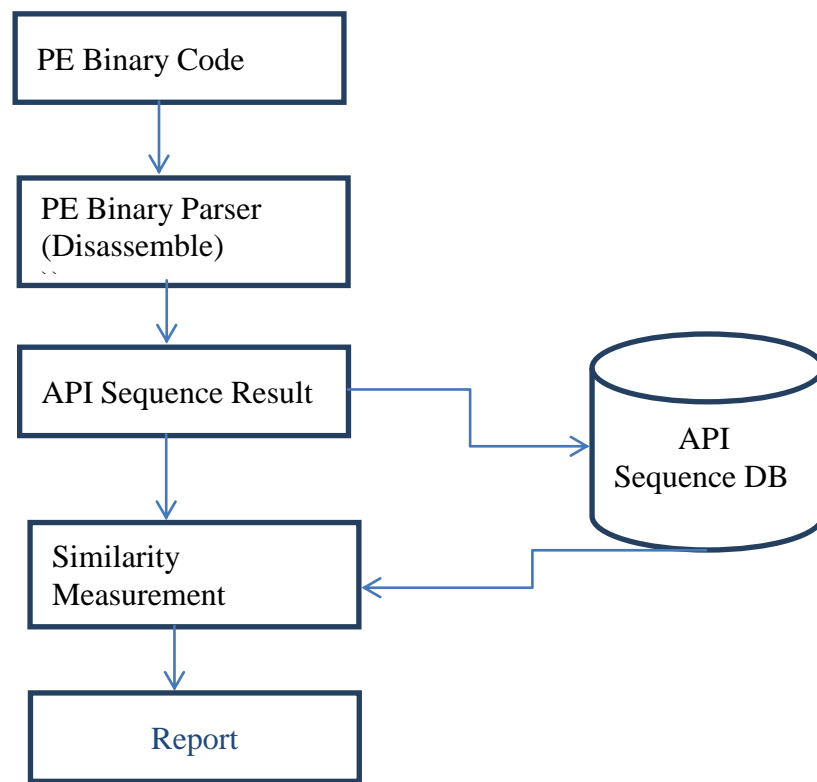 PE Binary Code
PE Binary Parser
(Disassemble)
``
API Sequence Result
API
Sequence DB
Similarity
Measurement
Report